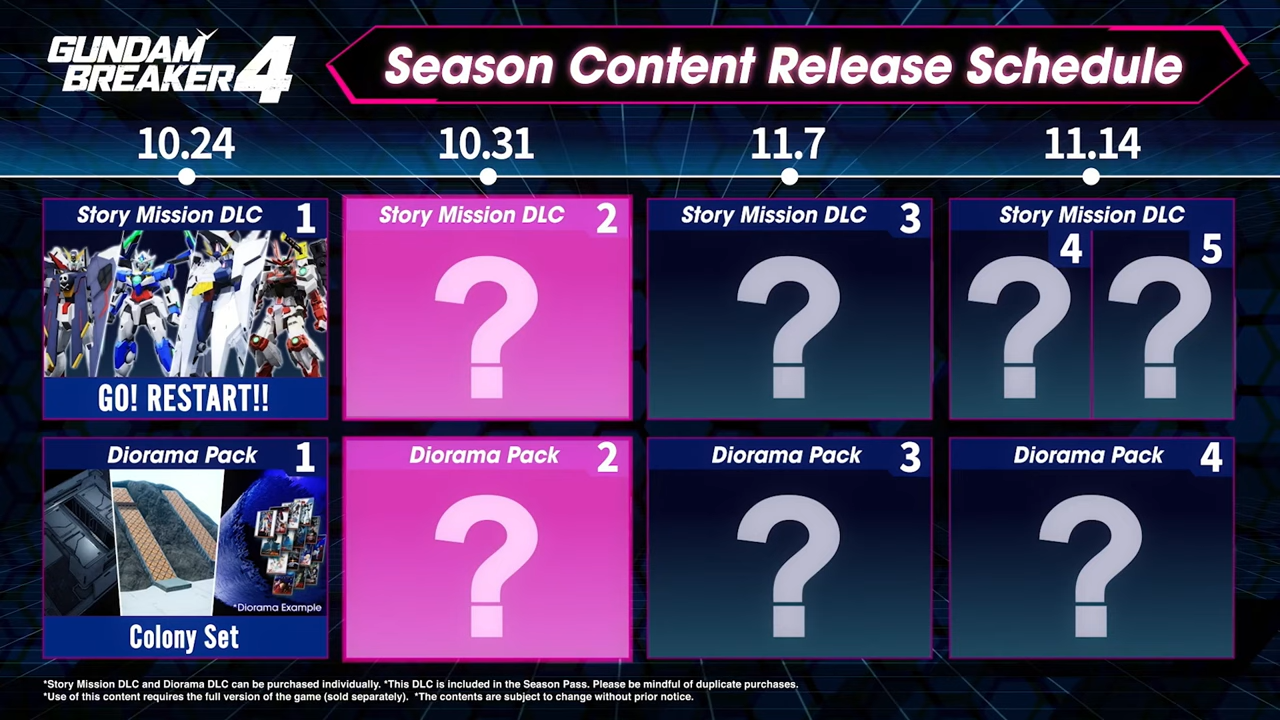 GUNDAM
BREAKER 4
Season Content Release Schedule
10.24
10.31
11.7
11.14
Story Mission DLC 1
GO! RESTART!!
Story Mission DLC 2
?
Story Mission DLC 3
?
Story Mission DLC
4
?
5
?
Diorama Pack 1
*Diorama Example
Colony Set
Diorama Pack 2
?
Diorama Pack 3
?
Diorama Pack 4
?
*Story Mission DLC and Diorama DLC can be purchased individually. *This DLC is included in the Season Pass. Please be mindful of duplicate purchases.
*Use of this content requires the full version of the game (sold separately). *The contents are subject to change without prior notice.